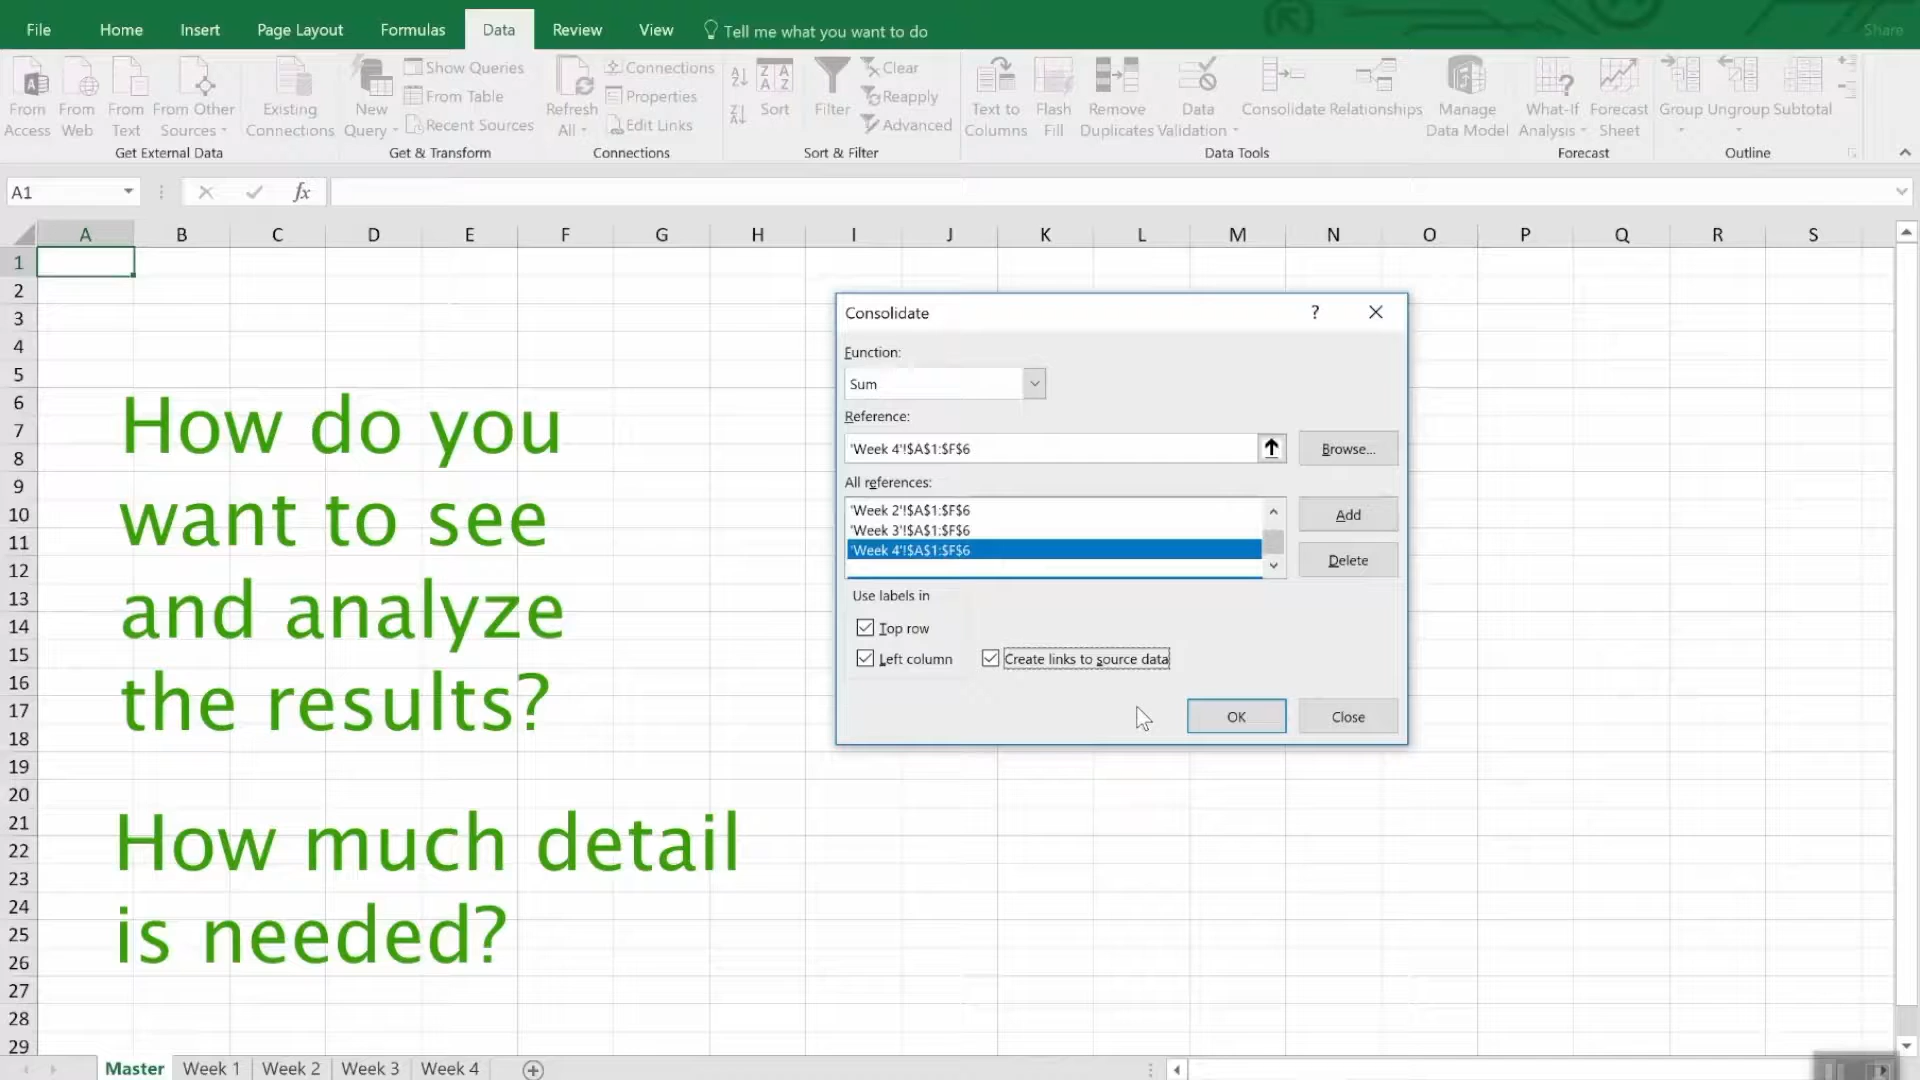 File Home Insert Page Layout Formulas Data Review View Tell me what you want to do Share
From Access
From Web
From Text
From Other Sources
Existing Connections
Get External Data
New Query
Show Queries
From Table
Recent Sources
Get & Transform
Refresh All
Connections
Properties
Edit Links
Connections
Sort
Filter
Clear
Reapply
Advanced
Sort & Filter
Text to Columns
Flash Fill
Remove Duplicates
Data Validation
Consolidate
Relationships
Manage Data Model
Data Tools
What-If Analysis
Forecast Sheet
Forecast
Group
Ungroup
Subtotal
Outline
A1 fx
A B C D E F G H I J K L M N O P Q R S
1
2
3
4
5
6
7
8
9
10
11
12
13
14
15
16
17
18
19
20
21
22
23
24
25
26
27
28
29
How do you
want to see
and analyze
the results?
How much detail
is needed?
Consolidate ?
Function:
Sum
Reference:
'Week 4'!$A$1:$F$6 Browse...
All references:
'Week 2'!$A$1:$F$6
'Week 3'!$A$1:$F$6
'Week 4'!$A$1:$F$6
Add
Delete
Use labels in
Top row
Left column Create links to source data
OK Close
Master Week 1 Week 2 Week 3 Week 4